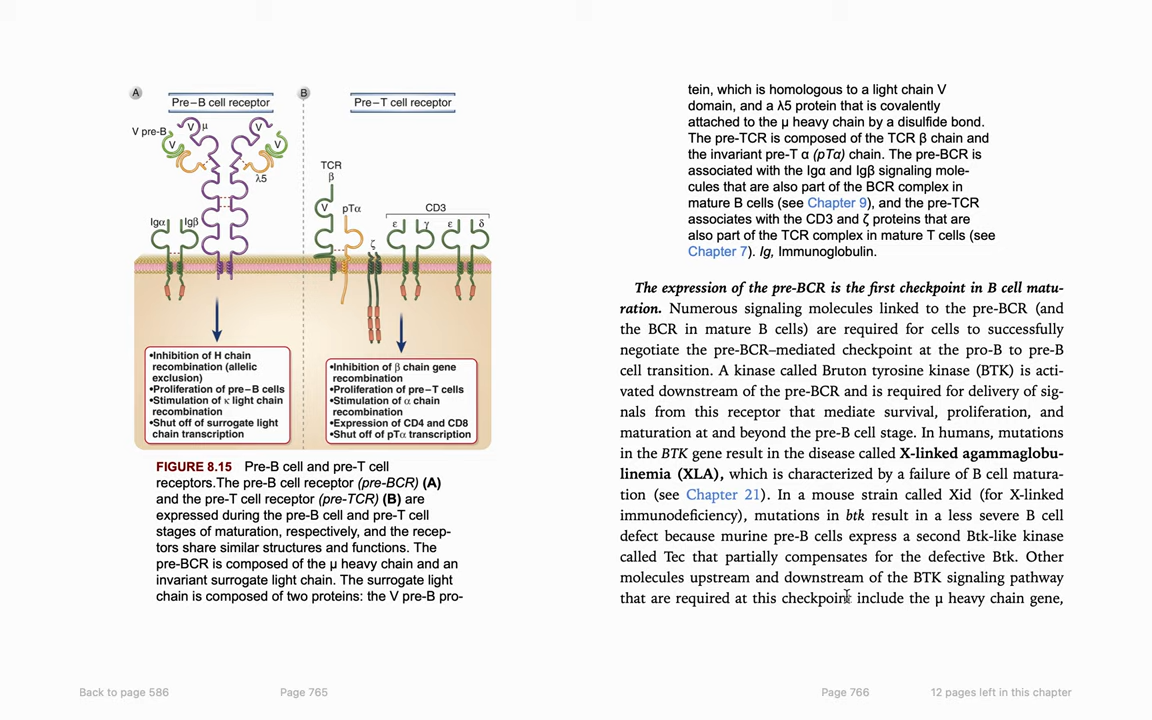 A
Pre–B cell receptor
V pre-B
V
μ
V
V
V
λ5
Igα
Igβ
•Inhibition of H chain
recombination (allelic
exclusion)
•Proliferation of pre–B cells
•Stimulation of κ light chain
recombination
•Shut off of surrogate light
chain transcription
B
Pre–T cell receptor
TCR
β
V
pTα
ζ
CD3
ε
γ
ε
δ
•Inhibition of β chain gene
recombination
•Proliferation of pre–T cells
•Stimulation of α chain
recombination
•Expression of CD4 and CD8
•Shut off of pTα transcription
FIGURE 8.15 Pre-B cell and pre-T cell
receptors.The pre-B cell receptor (pre-BCR) (A)
and the pre-T cell receptor (pre-TCR) (B) are
expressed during the pre-B cell and pre-T cell
stages of maturation, respectively, and the recep-
tors share similar structures and functions. The
pre-BCR is composed of the μ heavy chain and an
invariant surrogate light chain. The surrogate light
chain is composed of two proteins: the V pre-B pro-
tein, which is homologous to a light chain V
domain, and a λ5 protein that is covalently
attached to the μ heavy chain by a disulfide bond.
The pre-TCR is composed of the TCR β chain and
the invariant pre-T α (pTα) chain. The pre-BCR is
associated with the Igα and Igβ signaling mole-
cules that are also part of the BCR complex in
mature B cells (see Chapter 9), and the pre-TCR
associates with the CD3 and ζ proteins that are
also part of the TCR complex in mature T cells (see
Chapter 7). Ig, Immunoglobulin.
The expression of the pre-BCR is the first checkpoint in B cell matu-
ration. Numerous signaling molecules linked to the pre-BCR (and
the BCR in mature B cells) are required for cells to successfully
negotiate the pre-BCR–mediated checkpoint at the pro-B to pre-B
cell transition. A kinase called Bruton tyrosine kinase (BTK) is acti-
vated downstream of the pre-BCR and is required for delivery of sig-
nals from this receptor that mediate survival, proliferation, and
maturation at and beyond the pre-B cell stage. In humans, mutations
in the BTK gene result in the disease called X-linked agammaglobu-
linemia (XLA), which is characterized by a failure of B cell matura-
tion (see Chapter 21). In a mouse strain called Xid (for X-linked
immunodeficiency), mutations in btk result in a less severe B cell
defect because murine pre-B cells express a second Btk-like kinase
called Tec that partially compensates for the defective Btk. Other
molecules upstream and downstream of the BTK signaling pathway
that are required at this checkpoint include the μ heavy chain gene,
Back to page 586
Page 765
Page 766
12 pages left in this chapter